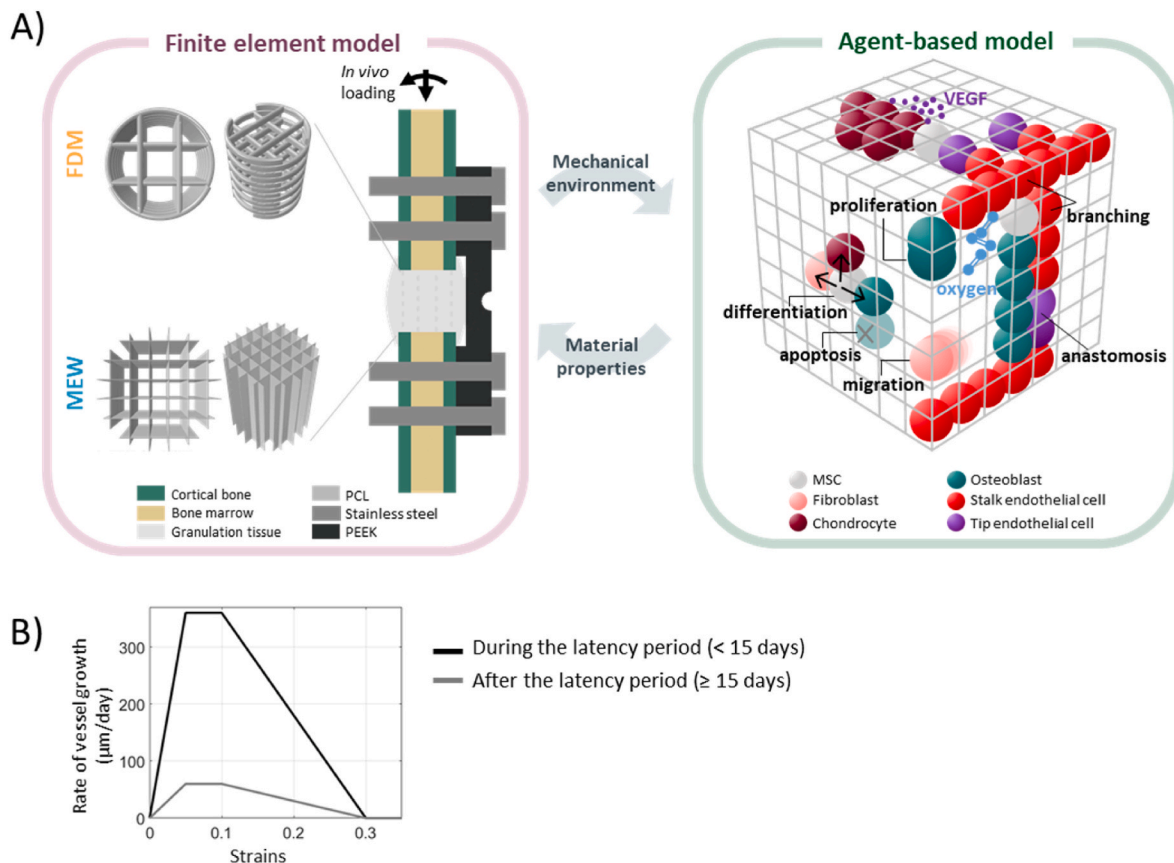 A)
Finite element model
In vivo
loading
FDM
MEW
Cortical bone
Bone marrow
Granulation tissue
PCL
Stainless steel
PEEK
Mechanical
environment
Material
properties
Agent-based model
VEGF
proliferation
branching
oxygen
differentiation
apoptosis
migration
anastomosis
MSC
Fibroblast
Chondrocyte
Osteoblast
Stalk endothelial cell
Tip endothelial cell
B)
Rate of vessel growth
(µm/day)
300
200
100
0
0
0.1
0.2
0.3
Strains
During the latency period (< 15 days)
After the latency period (≥ 15 days)